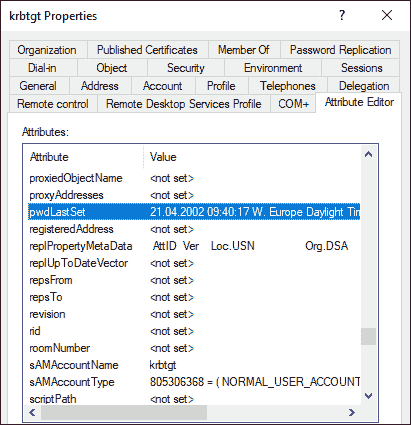 krbtgt Properties ? ×
Organization Published Certificates Member Of Password Replication
Dial-in Object Security Environment Sessions
General Address Account Profile Telephones Delegation
Remote control Remote Desktop Services Profile COM+ Attribute Editor
Attributes:
Attribute Value
proxiedObjectName <not set>
proxyAddresses <not set>
pwdLastSet 21.04.2002 09:40:17 W. Europe Daylight Tim
registeredAddress <not set>
replPropertyMetaData AttID Ver Loc.USN Org.DSA
replUpToDateVector <not set>
repsFrom <not set>
repsTo <not set>
revision <not set>
rid <not set>
roomNumber <not set>
sAMAccountName krbtgt
sAMAccountType 805306368 = ( NORMAL_USER_ACCOUNT
scriptPath <not set>